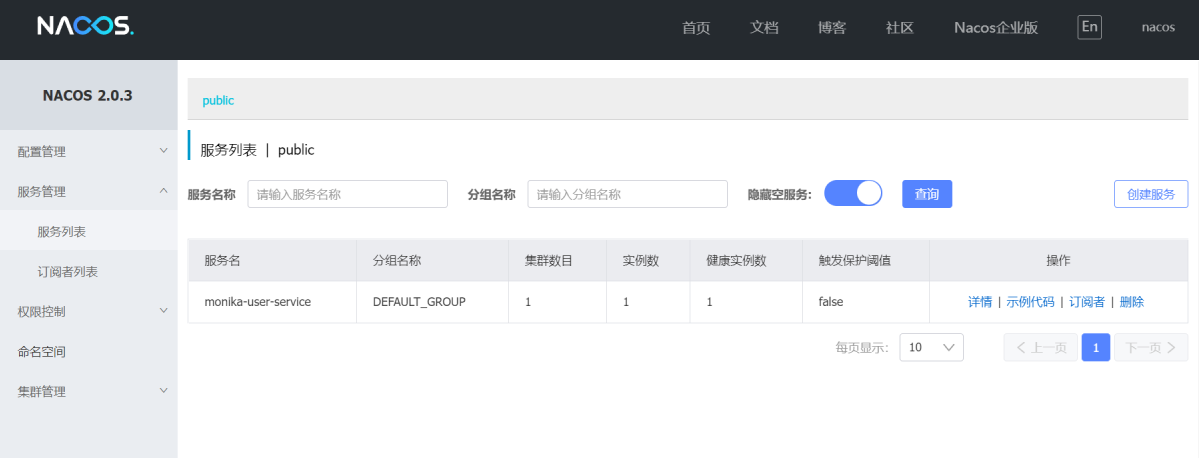 NACOS.
首页 文档 博客 社区 Nacos企业版 En nacos
NACOS 2.0.3
配置管理
服务管理
服务列表
订阅者列表
权限控制
命名空间
集群管理
public
服务列表 | public
服务名称 请输入服务名称 分组名称 请输入分组名称 隐藏空服务: 查询 创建服务
服务名 分组名称 集群数目 实例数 健康实例数 触发保护阈值 操作
monika-user-service DEFAULT_GROUP 1 1 1 false 详情 | 示例代码 | 订阅者 | 删除
每页显示: 10 上一页 1 下一页